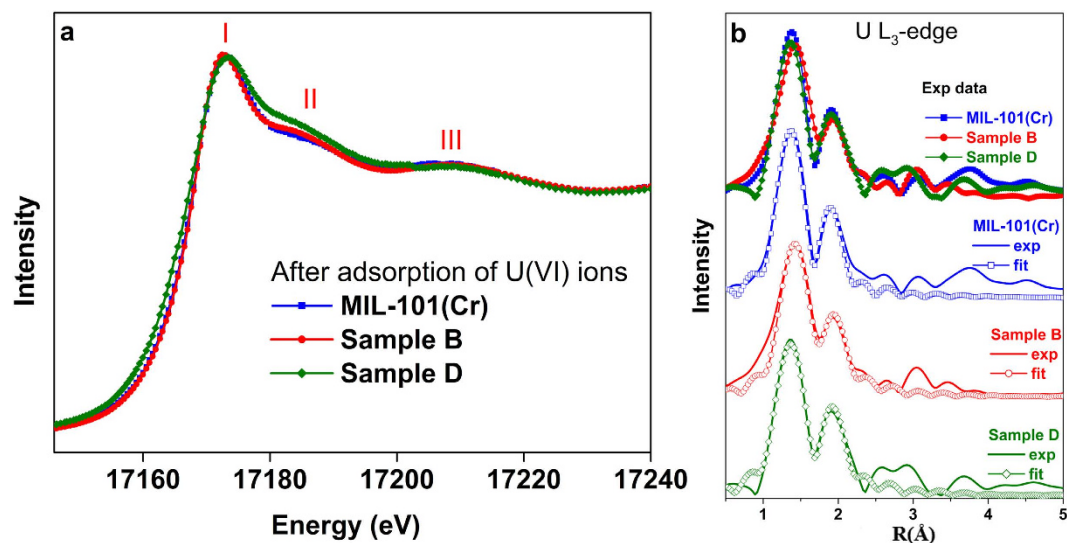 a
I
II
III
After adsorption of U(VI) ions
MIL-101(Cr)
Sample B
Sample D
Intensity
17160 17180 17200 17220 17240
Energy (eV)
b
U L₃-edge
Exp data
MIL-101(Cr)
Sample B
Sample D
MIL-101(Cr)
exp
fit
Sample B
exp
fit
Sample D
exp
fit
Intensity
1 2 3 4 5
R(Å)